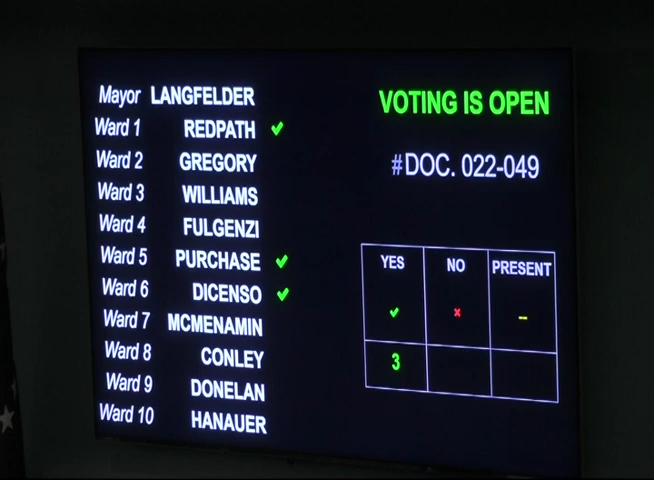 Mayor LANGFELDER
Ward 1 REDPATH ✓
Ward 2 GREGORY
Ward 3 WILLIAMS
Ward 4 FULGENZI
Ward 5 PURCHASE ✓
Ward 6 DICENSO ✓
Ward 7 MCMENAMIN
Ward 8 CONLEY
Ward 9 DONELAN
Ward 10 HANAUER
VOTING IS OPEN
#DOC. 022-049
YES NO PRESENT
✓ × --
3